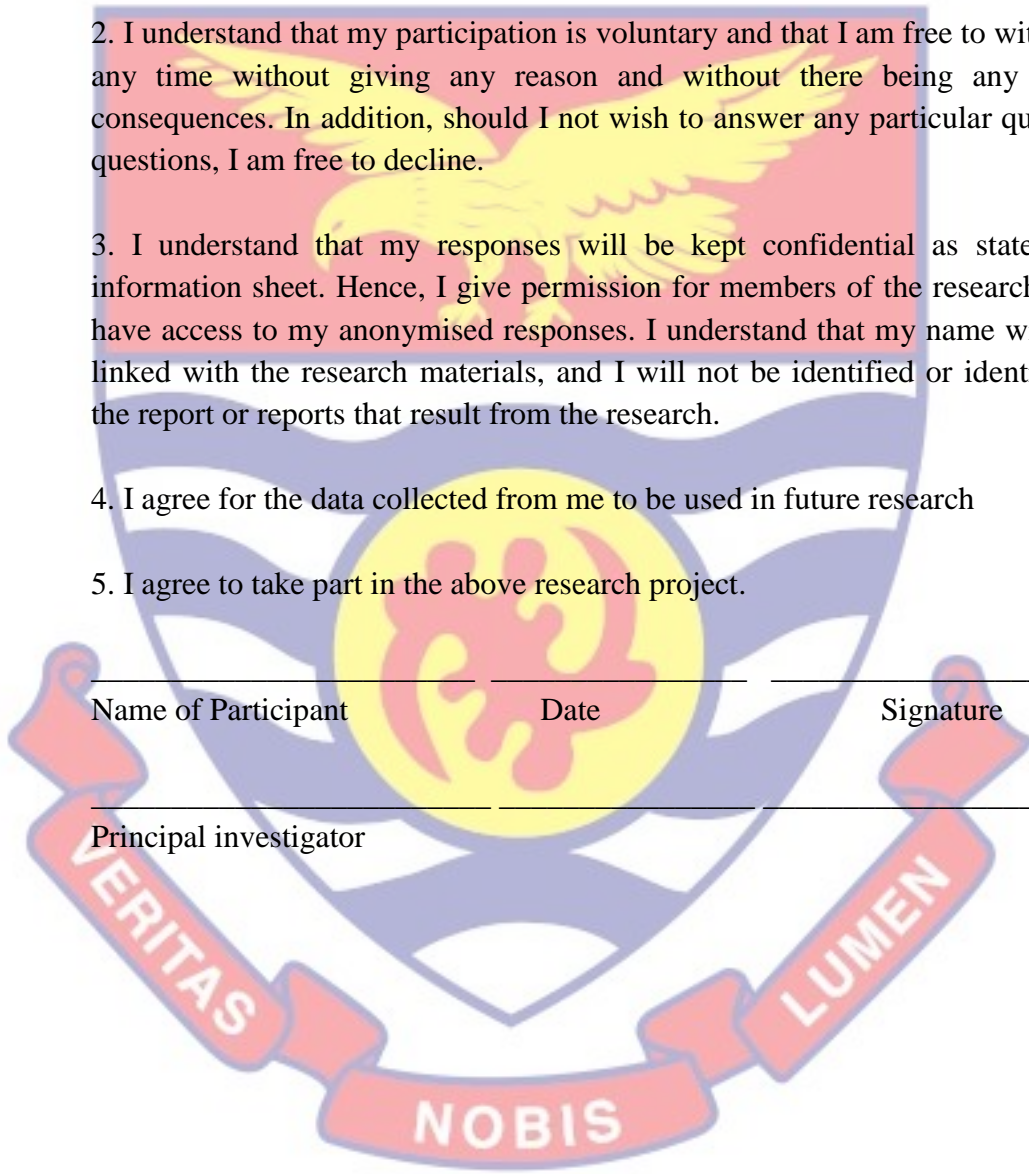 2. I understand that my participation is voluntary and that I am free to
any time without giving any reason and without there being any
consequences. In addition, should I not wish to answer any particular
questions, I am free to decline.
3. I understand that my responses will be kept confidential as
information sheet. Hence, I give permission for members of the
have access to my anonymised responses. I understand that my name
linked with the research materials, and I will not be identified or
the report or reports that result from the research.
4. I agree for the data collected from me to be used in future research
5. I agree to take part in the above research project.
Name of Participant Date Signature
Principal investigator
VERITAS
NOBIS
LUMEN